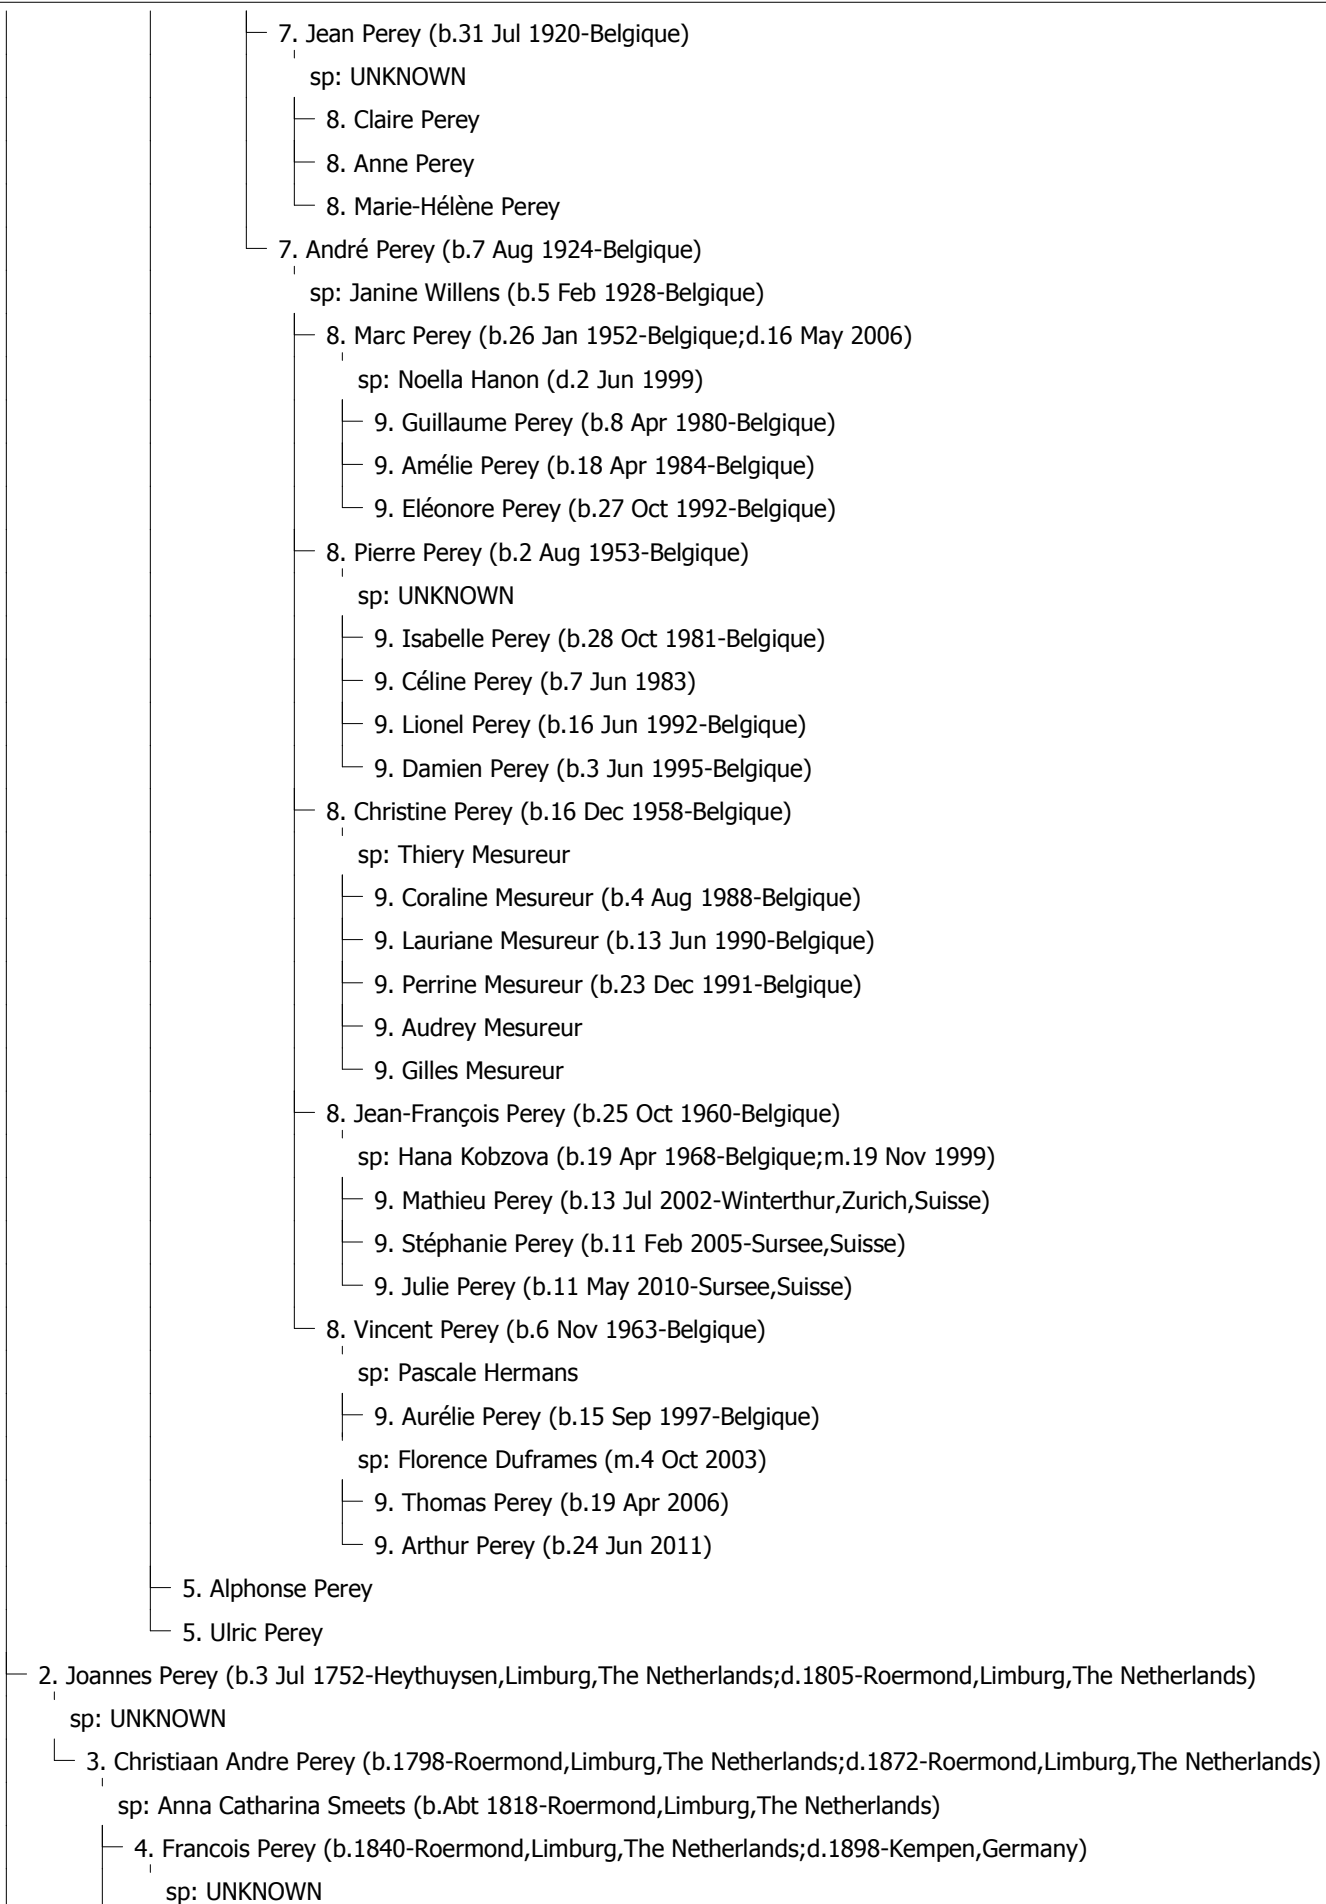 7. Jean Perey (b.31 Jul 1920-Belgique)
sp: UNKNOWN
8. Claire Perey
8. Anne Perey
8. Marie-Hélène Perey
7. André Perey (b.7 Aug 1924-Belgique)
sp: Janine Willens (b.5 Feb 1928-Belgique)
8. Marc Perey (b.26 Jan 1952-Belgique;d.16 May 2006)
sp: Noella Hanon (d.2 Jun 1999)
9. Guillaume Perey (b.8 Apr 1980-Belgique)
9. Amélie Perey (b.18 Apr 1984-Belgique)
9. Eléonore Perey (b.27 Oct 1992-Belgique)
8. Pierre Perey (b.2 Aug 1953-Belgique)
sp: UNKNOWN
9. Isabelle Perey (b.28 Oct 1981-Belgique)
9. Céline Perey (b.7 Jun 1983)
9. Lionel Perey (b.16 Jun 1992-Belgique)
9. Damien Perey (b.3 Jun 1995-Belgique)
8. Christine Perey (b.16 Dec 1958-Belgique)
sp: Thiery Mesureur
9. Coraline Mesureur (b.4 Aug 1988-Belgique)
9. Lauriane Mesureur (b.13 Jun 1990-Belgique)
9. Perrine Mesureur (b.23 Dec 1991-Belgique)
9. Audrey Mesureur
9. Gilles Mesureur
8. Jean-François Perey (b.25 Oct 1960-Belgique)
sp: Hana Kobzova (b.19 Apr 1968-Belgique;m.19 Nov 1999)
9. Mathieu Perey (b.13 Jul 2002-Winterthur,Zurich,Suisse)
9. Stéphanie Perey (b.11 Feb 2005-Sursee,Suisse)
9. Julie Perey (b.11 May 2010-Sursee,Suisse)
8. Vincent Perey (b.6 Nov 1963-Belgique)
sp: Pascale Hermans
9. Aurélie Perey (b.15 Sep 1997-Belgique)
sp: Florence Duframes (m.4 Oct 2003)
9. Thomas Perey (b.19 Apr 2006)
9. Arthur Perey (b.24 Jun 2011)
5. Alphonse Perey
5. Ulric Perey
2. Joannes Perey (b.3 Jul 1752-Heythuysen,Limburg,The Netherlands;d.1805-Roermond,Limburg,The Netherlands)
sp: UNKNOWN
3. Christiaan Andre Perey (b.1798-Roermond,Limburg,The Netherlands;d.1872-Roermond,Limburg,The Netherlands)
sp: Anna Catharina Smeets (b.Abt 1818-Roermond,Limburg,The Netherlands)
4. Francois Perey (b.1840-Roermond,Limburg,The Netherlands;d.1898-Kempen,Germany)
sp: UNKNOWN